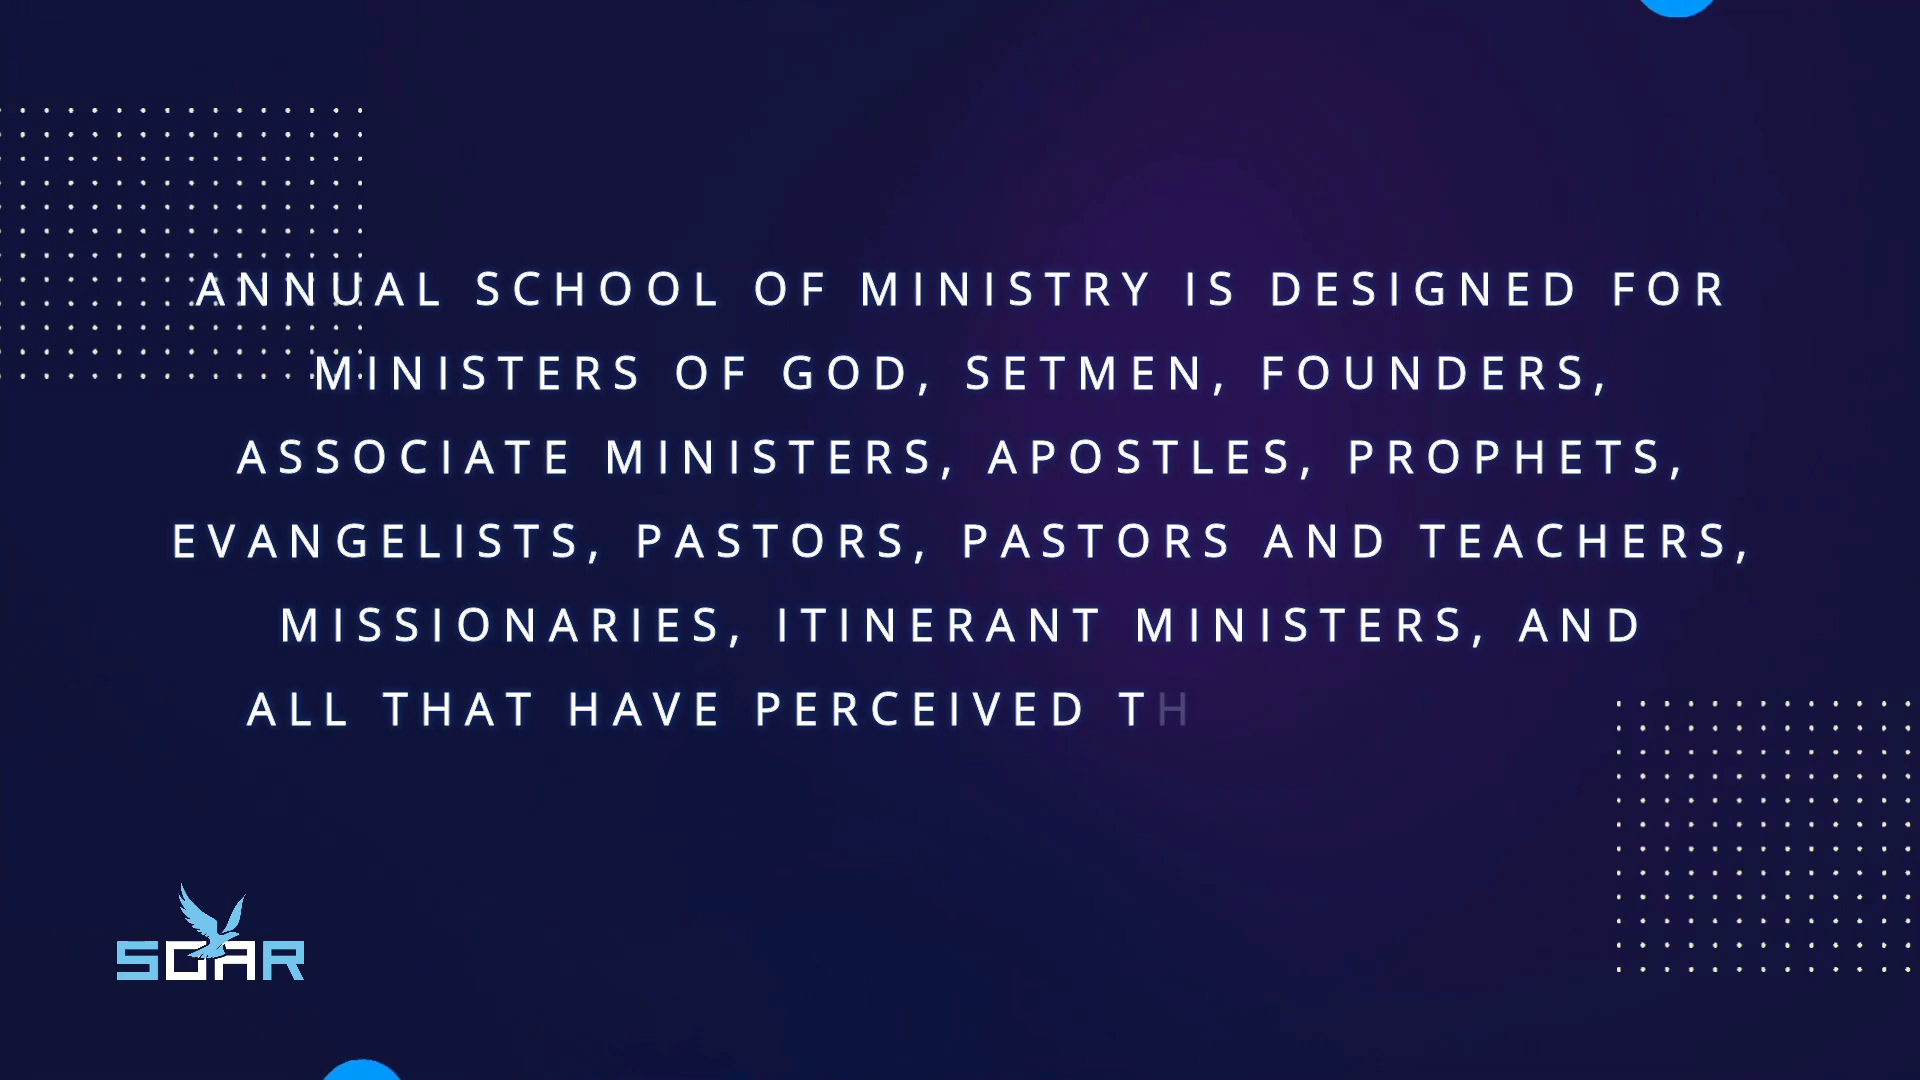 ANNUAL SCHOOL OF MINISTRY IS DESIGNED FOR
MINISTERS OF GOD, SETMEN, FOUNDERS,
ASSOCIATE MINISTERS, APOSTLES, PROPHETS,
EVANGELISTS, PASTORS, PASTORS AND TEACHERS,
MISSIONARIES, ITINERANT MINISTERS, AND
ALL THAT HAVE PERCEIVED TH
SOAR